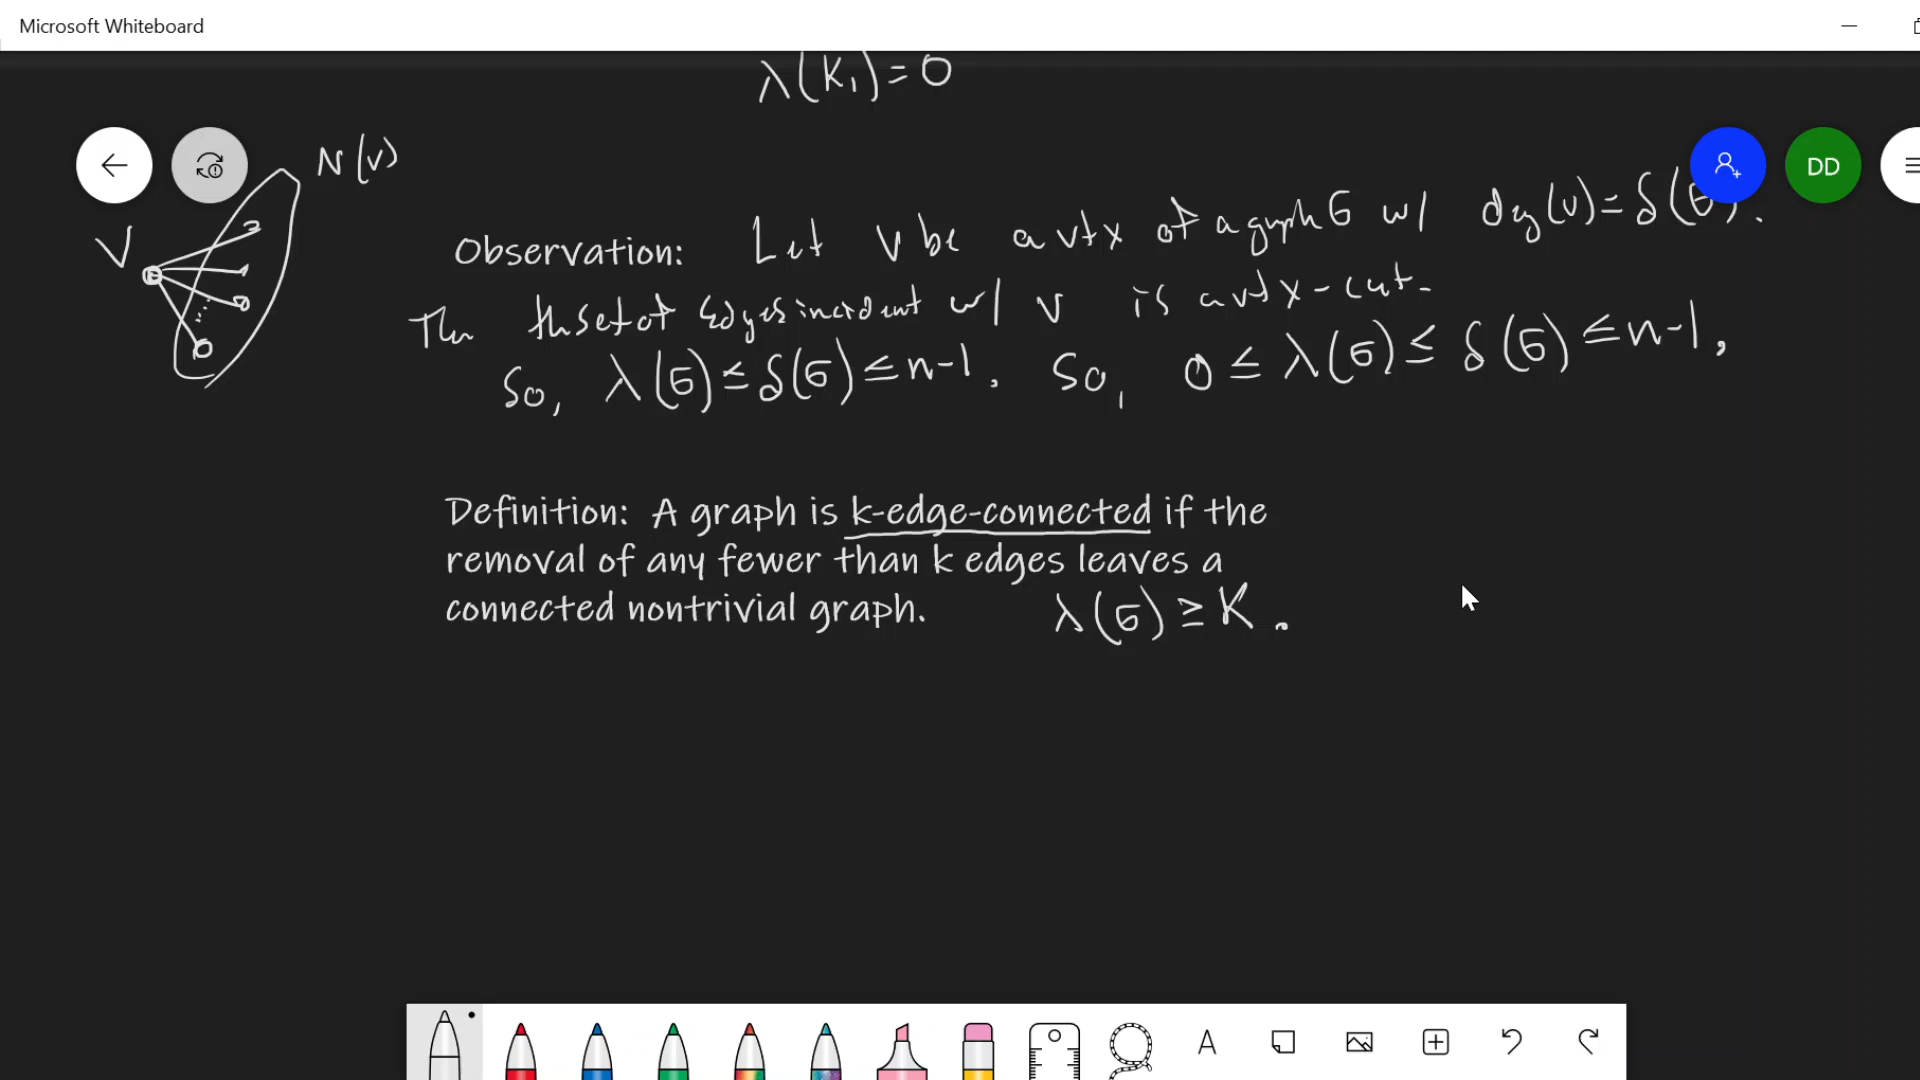 Microsoft Whiteboard
λ(K₁)=0
N(v)
DD
V
Observation: Let v be a vtx of a graph G w/ deg(v)=δ(G).
Then the set of edges incident w/ v is a vtx-cut.
So, λ(G)≤δ(G)≤n-1. So, 0≤λ(G)≤δ(G)≤n-1,
Definition: A graph is k-edge-connected if the
removal of any fewer than k edges leaves a
connected nontrivial graph. λ(G)≥K.
A